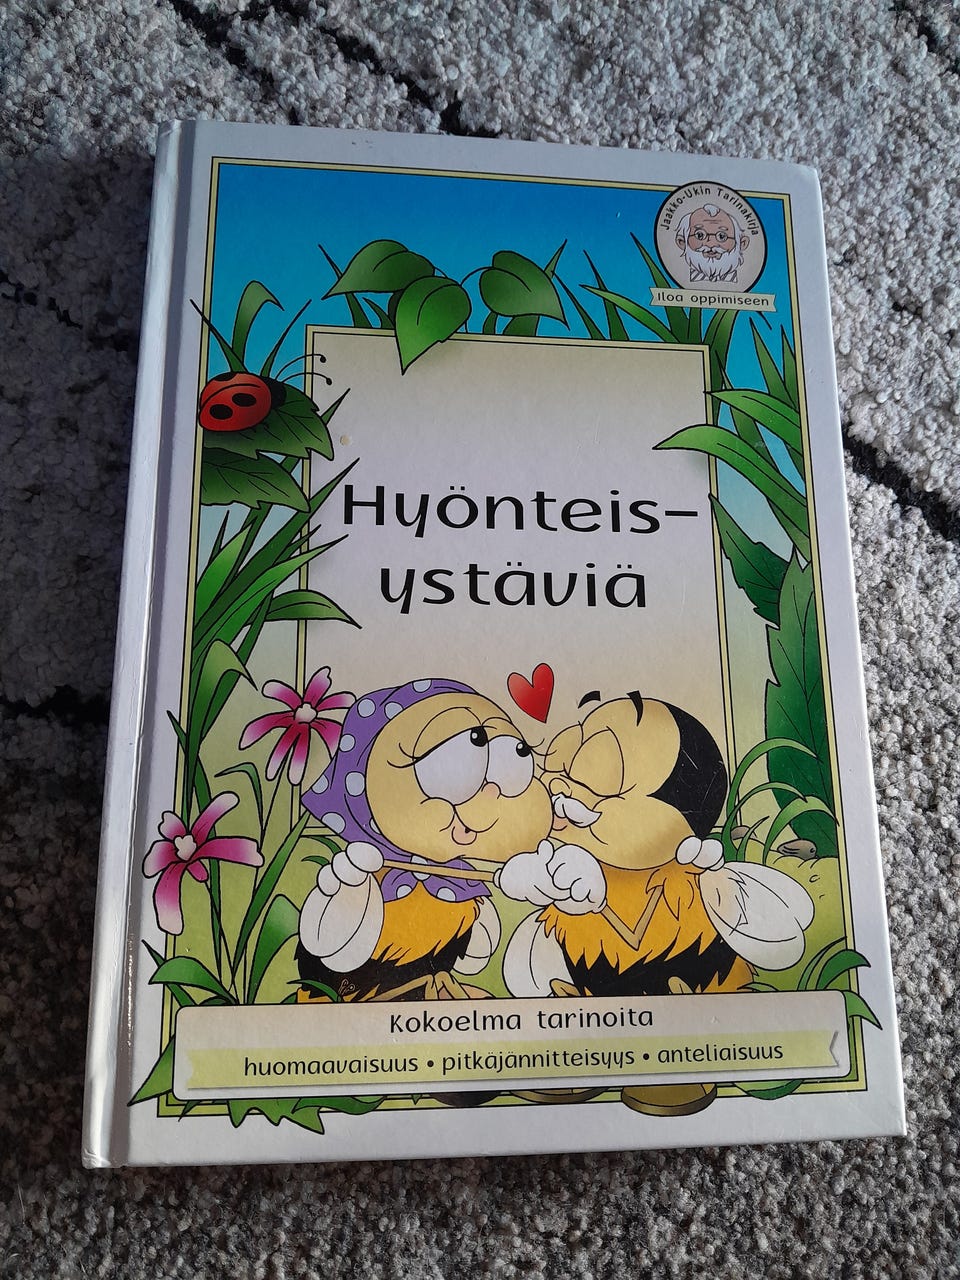 Jaakko-Ukin Tarinakirja
Iloa oppimiseen
Hyönteis-
ystäviä
Kokoelma tarinoita
huomaavaisuus • pitkäjännitteisyys • anteliaisuus